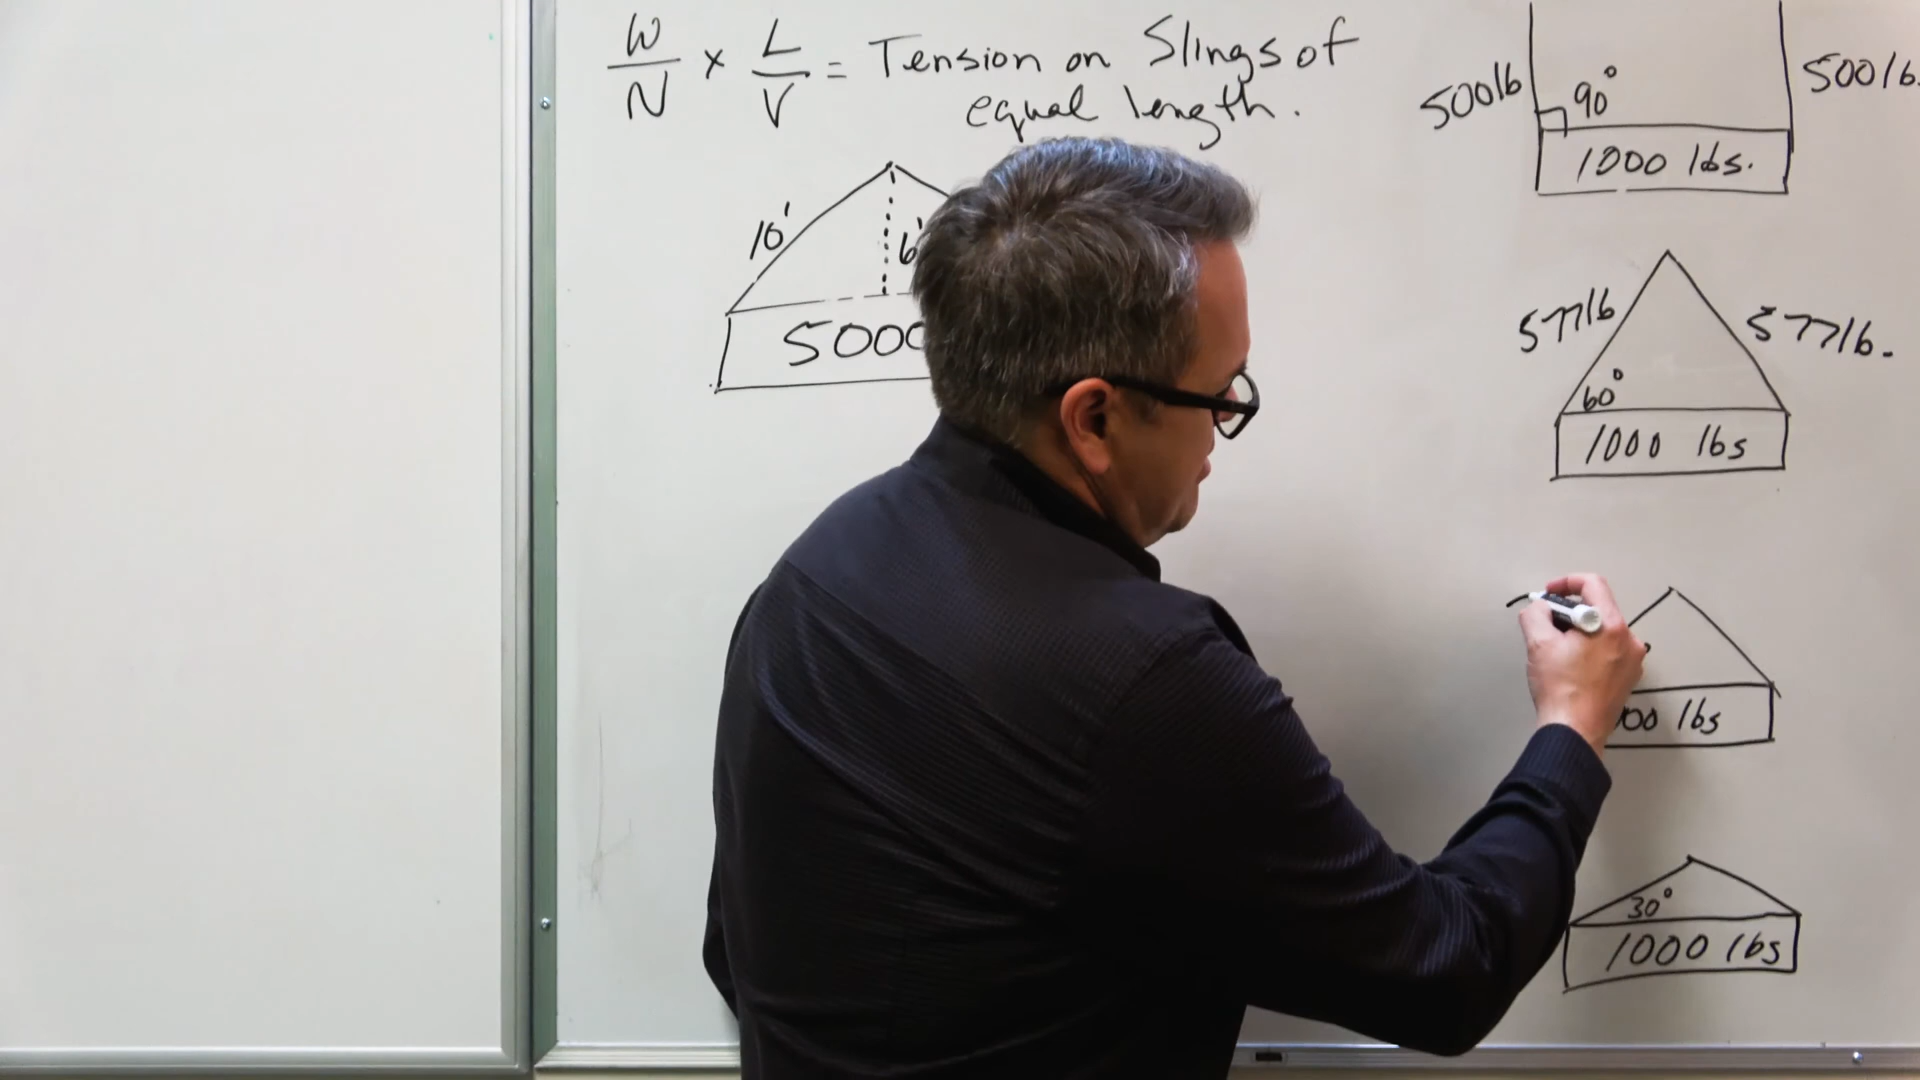 W/N × L/V = Tension on Slings of
equal length.
10'
6'
5000
500lb
90°
500lb.
1000 lbs.
577lb
577lb.
60°
1000 lbs
00 lbs
30°
1000 lbs